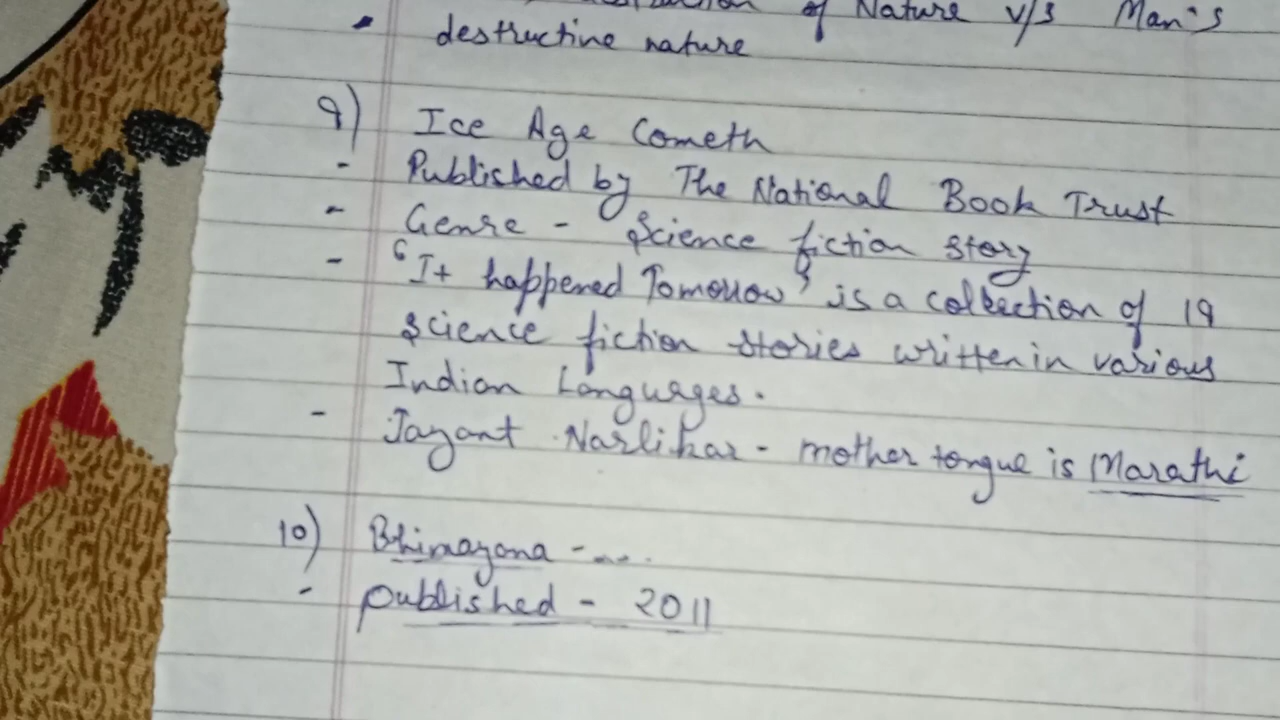 of Nature v/s Man's
- destructive nature
9) Ice Age Cometh
- Published by The National Book Trust
- Genre - Science fiction story
- 'It happened Tomorrow' is a collection of 19
science fiction stories written in various
Indian Languages.
- Jayant Narlikar - mother tongue is Marathi
10) Bhimayana - ....
- published - 2011